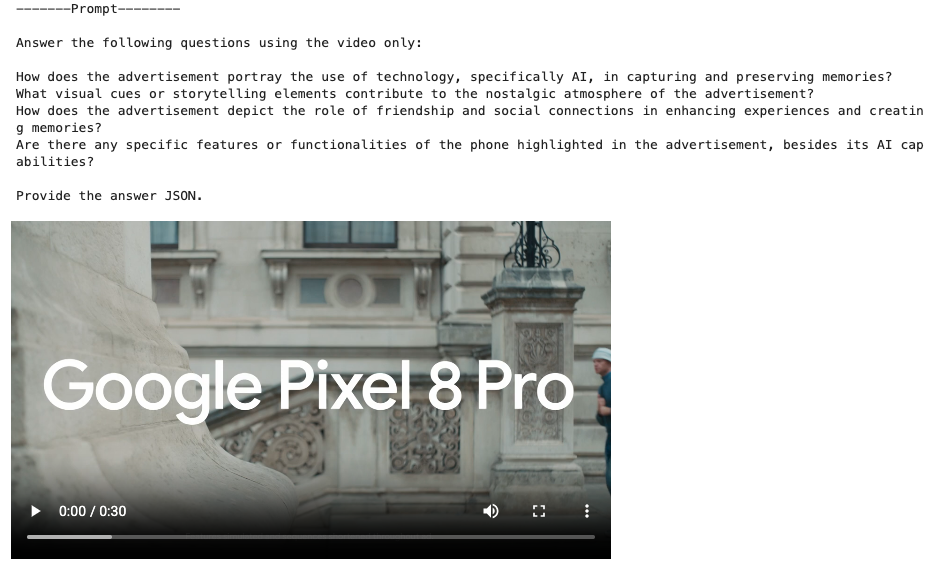 -------Prompt--------
Answer the following questions using the video only:
How does the advertisement portray the use of technology, specifically AI, in capturing and preserving memories?
What visual cues or storytelling elements contribute to the nostalgic atmosphere of the advertisement?
How does the advertisement depict the role of friendship and social connections in enhancing experiences and creatin
g memories?
Are there any specific features or functionalities of the phone highlighted in the advertisement, besides its AI cap
abilities?
Provide the answer JSON.
Google Pixel 8 Pro
0:00 / 0:30